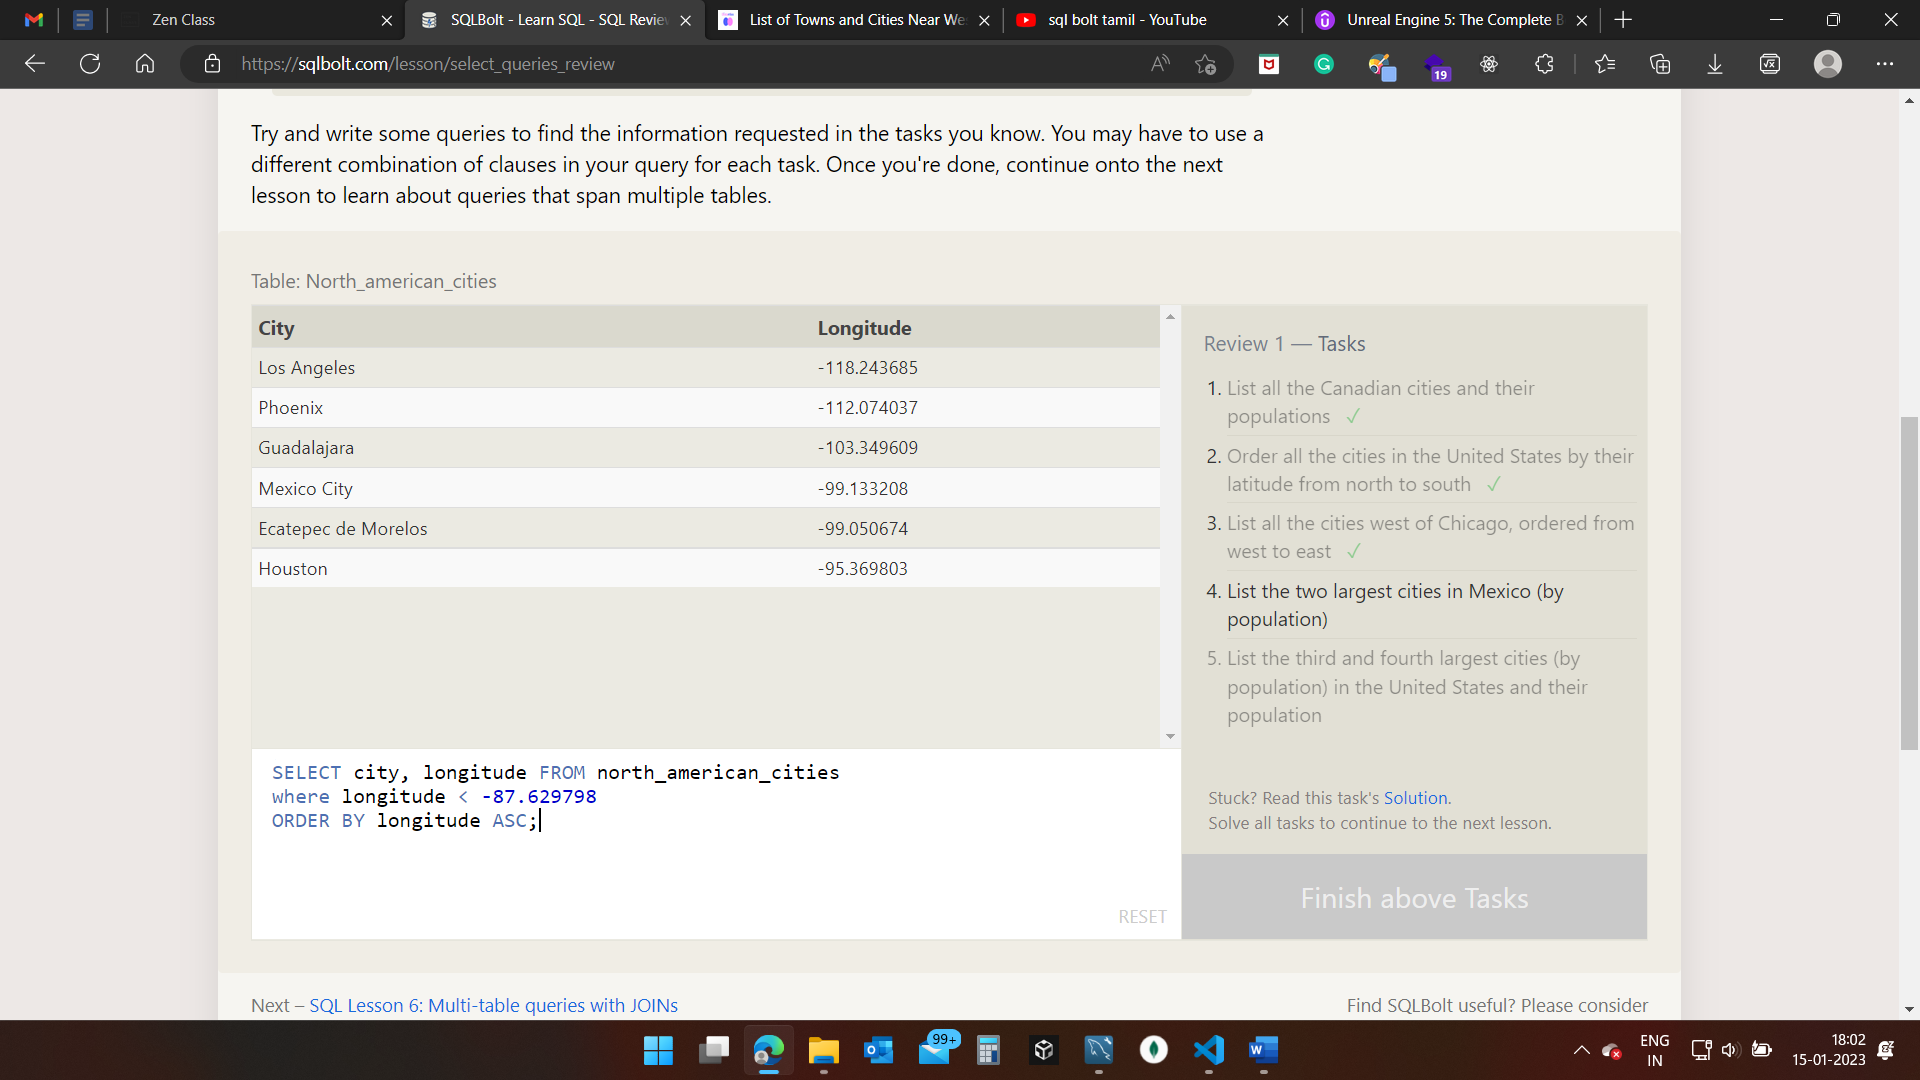 Zen Class
SQLBolt - Learn SQL - SQL Review
List of Towns and Cities Near We
sql bolt tamil - YouTube
Unreal Engine 5: The Complete B
https://sqlbolt.com/lesson/select_queries_review
19
Try and write some queries to find the information requested in the tasks you know. You may have to use a
different combination of clauses in your query for each task. Once you're done, continue onto the next
lesson to learn about queries that span multiple tables.
Table: North_american_cities
City Longitude
Los Angeles -118.243685
Phoenix -112.074037
Guadalajara -103.349609
Mexico City -99.133208
Ecatepec de Morelos -99.050674
Houston -95.369803
SELECT city, longitude FROM north_american_cities
where longitude < -87.629798
ORDER BY longitude ASC;
RESET
Review 1 — Tasks
1. List all the Canadian cities and their
populations ✓
2. Order all the cities in the United States by their
latitude from north to south ✓
3. List all the cities west of Chicago, ordered from
west to east ✓
4. List the two largest cities in Mexico (by
population)
5. List the third and fourth largest cities (by
population) in the United States and their
population
Stuck? Read this task's Solution.
Solve all tasks to continue to the next lesson.
Finish above Tasks
Next – SQL Lesson 6: Multi-table queries with JOINs
Find SQLBolt useful? Please consider
99+
ENG
IN
18:02
15-01-2023